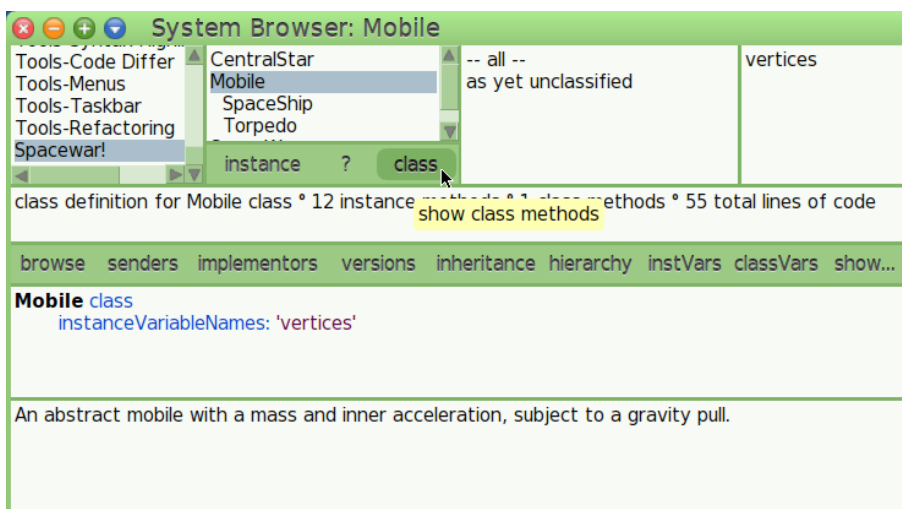 System Browser: Mobile
Tools-Code Differ
Tools-Menus
Tools-Taskbar
Tools-Refactoring
Spacewar!
CentralStar
Mobile
SpaceShip
Torpedo
instance ? class
-- all --
as yet unclassified
vertices
class definition for Mobile class ° 12 instance methods ° 1 class methods ° 55 total lines of code
show class methods
browse senders implementors versions inheritance hierarchy instVars classVars show...
Mobile class
instanceVariableNames: 'vertices'
An abstract mobile with a mass and inner acceleration, subject to a gravity pull.